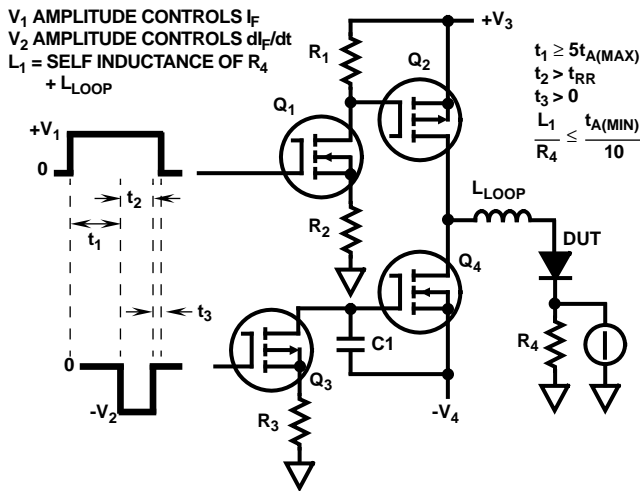 V1 AMPLITUDE CONTROLS IF
V2 AMPLITUDE CONTROLS dIF/dt
L1 = SELF INDUCTANCE OF R4
+ LLOOP
+V3
R1
Q2
t1 ≥ 5tA(MAX)
t2 > tRR
t3 > 0
L1/R4 ≤ tA(MIN)/10
Q1
+V1
0
t2
t1
R2
LLOOP
DUT
Q4
t3
C1
R4
0
Q3
-V2
R3
-V4